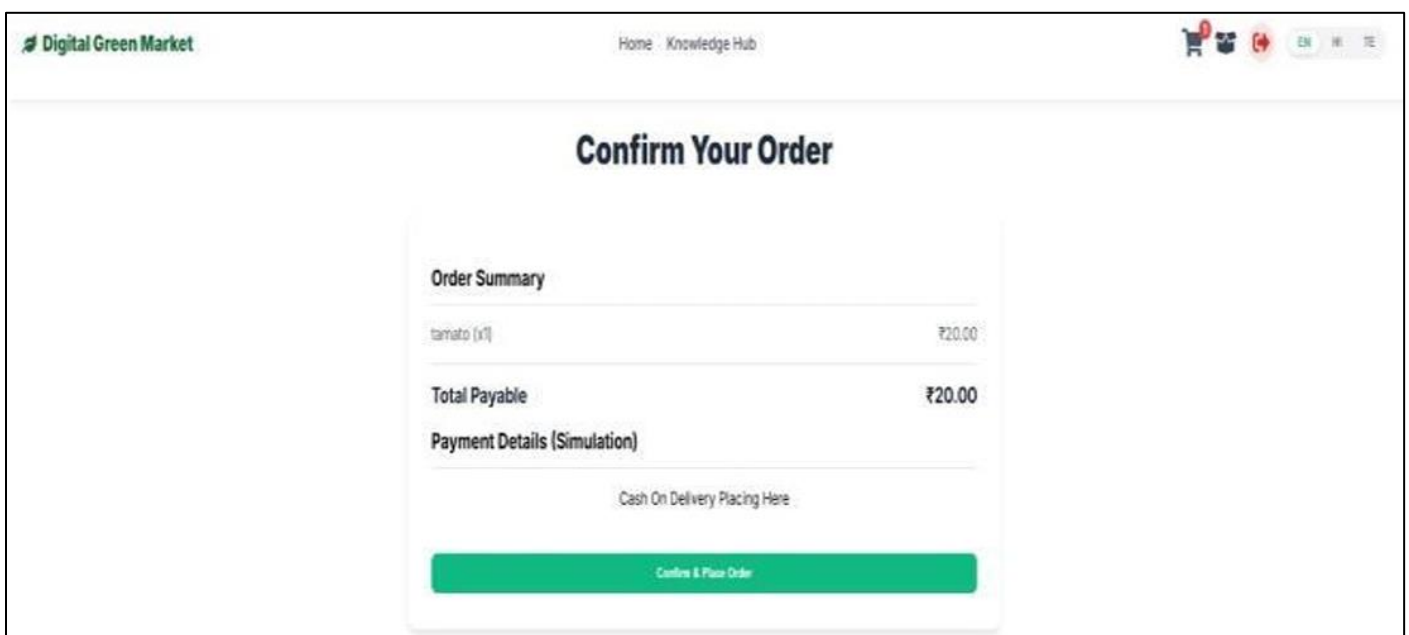 Digital Green Market
Home Knowledge Hub
1
EN HI TE
Confirm Your Order
Order Summary
tamato (x1) ₹20.00
Total Payable ₹20.00
Payment Details (Simulation)
Cash On Delivery Placing Here
Confirm & Place Order